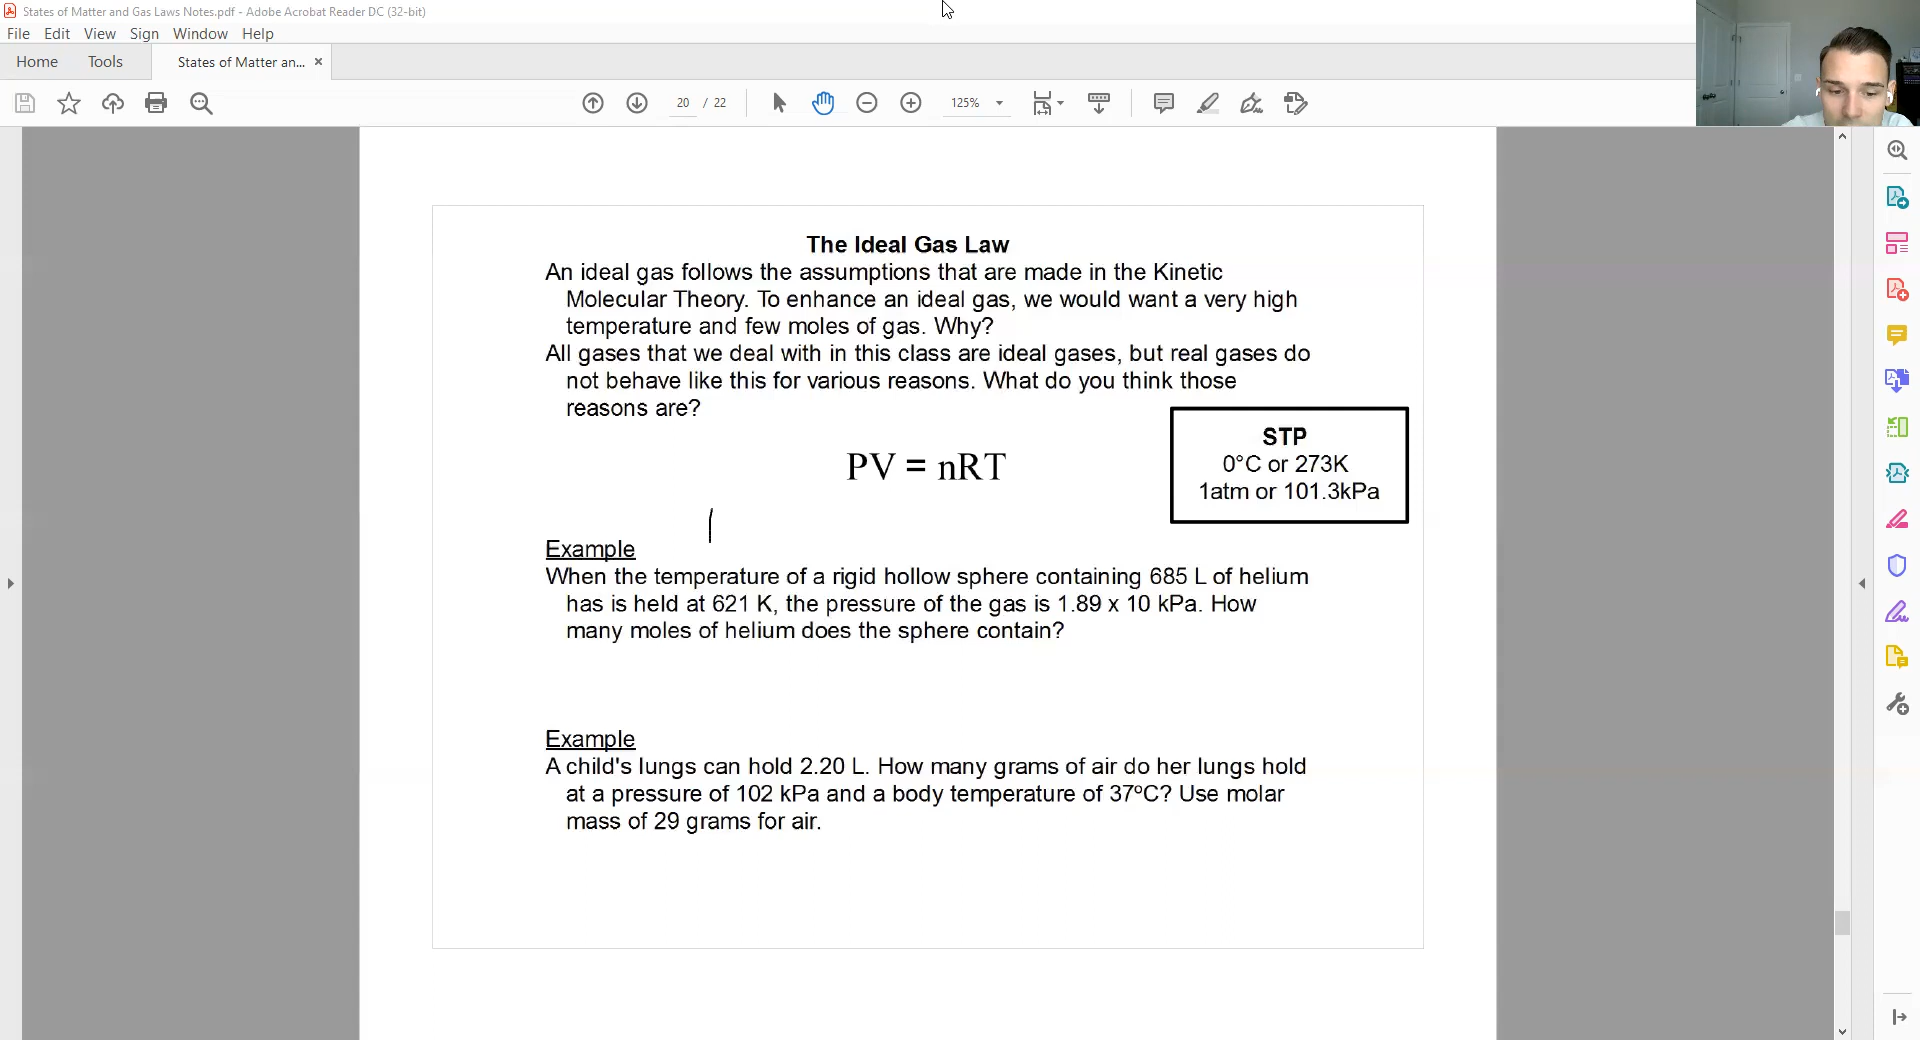 States of Matter and Gas Laws Notes.pdf - Adobe Acrobat Reader DC (32-bit)
File Edit View Sign Window Help
Home Tools States of Matter an... ×
20 / 22 125%
The Ideal Gas Law
An ideal gas follows the assumptions that are made in the Kinetic
Molecular Theory. To enhance an ideal gas, we would want a very high
temperature and few moles of gas. Why?
All gases that we deal with in this class are ideal gases, but real gases do
not behave like this for various reasons. What do you think those
reasons are?
PV = nRT
STP
0°C or 273K
1atm or 101.3kPa
Example
When the temperature of a rigid hollow sphere containing 685 L of helium
has is held at 621 K, the pressure of the gas is 1.89 x 10 kPa. How
many moles of helium does the sphere contain?
Example
A child's lungs can hold 2.20 L. How many grams of air do her lungs hold
at a pressure of 102 kPa and a body temperature of 37ºC? Use molar
mass of 29 grams for air.